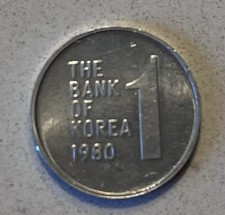 THE
BANK
OF
KOREA
1980
1